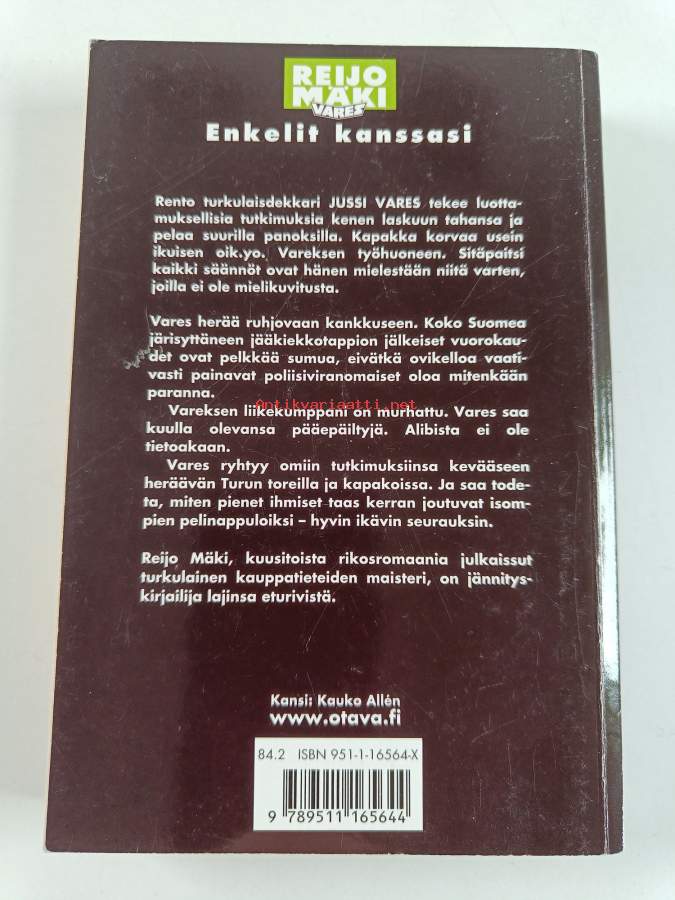 REIJO
MÄKI
VARES
Enkelit kanssasi
Rento turkulaisdekkari JUSSI VARES tekee luotta-
muksellisia tutkimuksia kenen laskuun tahansa ja
pelaa suurilla panoksilla. Kapakka korvaa usein
ikuisen oik.yo. Vareksen työhuoneen. Sitäpaitsi
kaikki säännöt ovat hänen mielestään niitä varten,
joilla ei ole mielikuvitusta.
Vares herää ruhjovaan kankkuseen. Koko Suomea
järisyttäneen jääkiekkotappion jälkeiset vuorokau-
det ovat pelkkää sumua, eivätkä ovikelloa vaati-
vasti painavat poliisiviranomaiset oloa mitenkään
paranna.
Antikvariaatti.net
Vareksen liikekumppani on murhattu. Vares saa
kuulla olevansa pääepäiltyjä. Alibista ei ole
tietoakaan.
Vares ryhtyy omiin tutkimuksiinsa kevääseen
heräävän Turun toreilla ja kapakoissa. Ja saa tode-
ta, miten pienet ihmiset taas kerran joutuvat isom-
pien pelinappuloiksi – hyvin ikävin seurauksin.
Reijo Mäki, kuusitoista rikosromaania julkaissut
turkulainen kauppatieteiden maisteri, on jännitys-
kirjailija lajinsa eturivistä.
Kansi: Kauko Allén
www.otava.fi
84.2 ISBN 951-1-16564-X
9 789511 165644